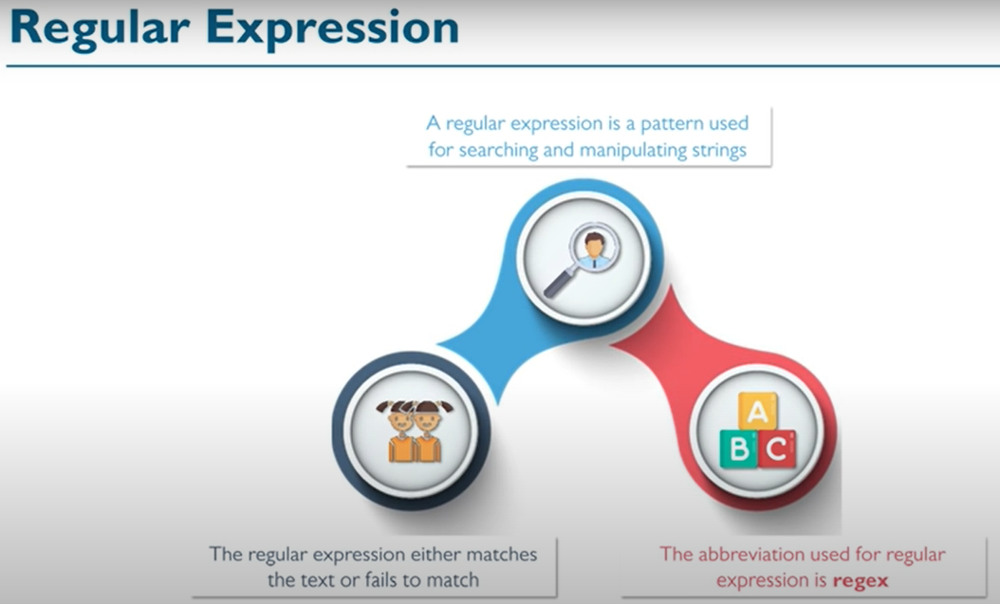 Regular Expression
A regular expression is a pattern used
for searching and manipulating strings
A
B C
The regular expression either matches
the text or fails to match
The abbreviation used for regular
expression is regex